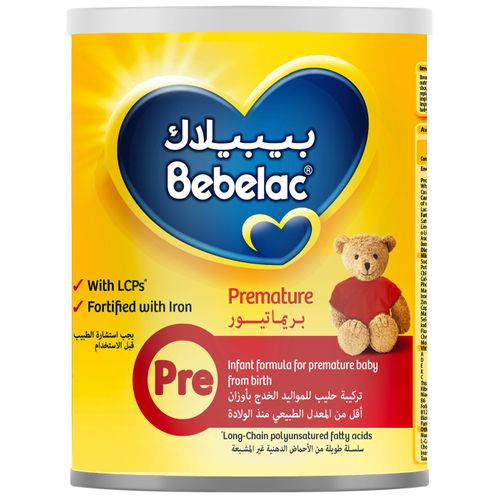 بيبيلاك
Bebelac®
✓ With LCPs*
✓ Fortified with Iron
يجب استشارة الطبيب
قبل الاستخدام
Premature
بريماتيور
Pre
Infant formula for premature baby
from birth
تركيبة حليب للمواليد الخدج بأوزان
أقل من المعدل الطبيعي منذ الولادة
*Long-Chain polyunsaturated fatty acids
سلسلة طويلة من الأحماض الدهنية غير المشبعة